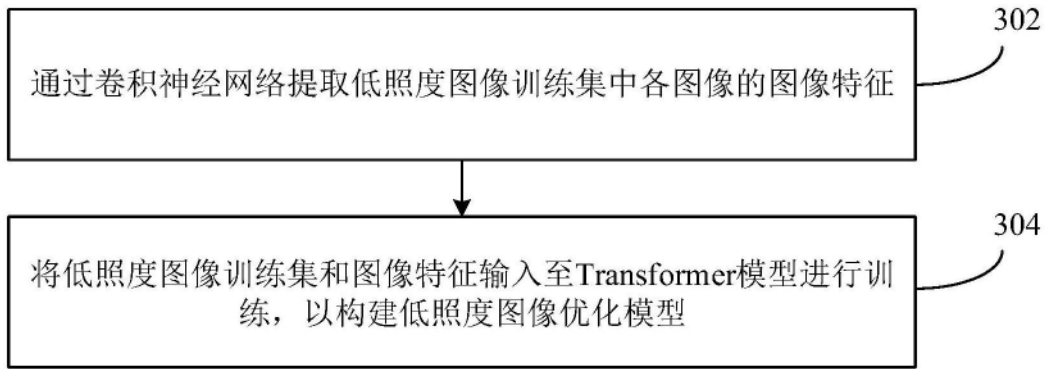 302
通过卷积神经网络提取低照度图像训练集中各图像的图像特征
304
将低照度图像训练集和图像特征输入至Transformer模型进行训
练，以构建低照度图像优化模型